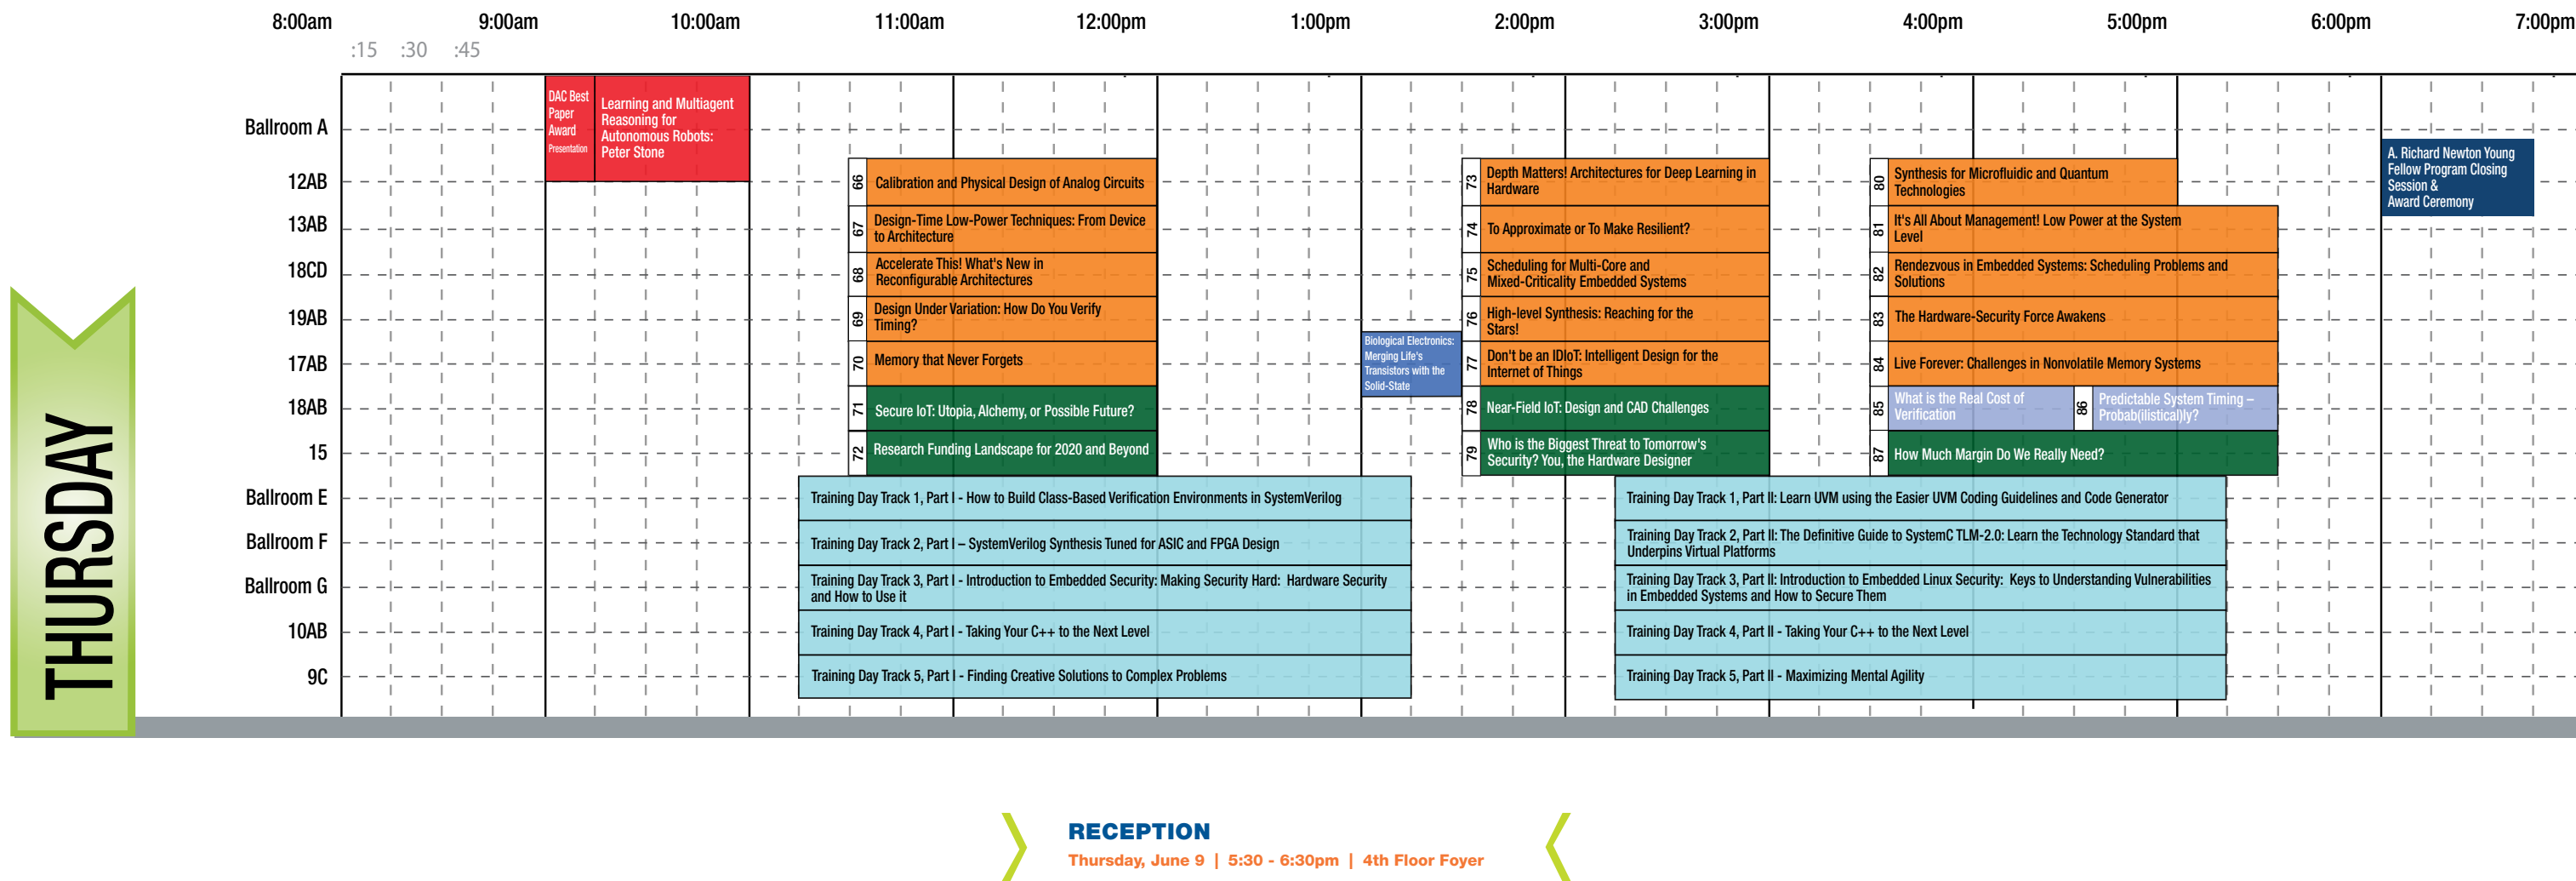 8:00am 9:00am 10:00am 11:00am 12:00pm 1:00pm 2:00pm 3:00pm 4:00pm 5:00pm 6:00pm 7:00pm
:15 :30 :45
THURSDAY
Ballroom A
12AB
13AB
18CD
19AB
17AB
18AB
15
Ballroom E
Ballroom F
Ballroom G
10AB
9C
DAC Best
Paper
Award
Presentation
Learning and Multiagent
Reasoning for
Autonomous Robots:
Peter Stone
66 Calibration and Physical Design of Analog Circuits
67 Design-Time Low-Power Techniques: From Device
to Architecture
68 Accelerate This! What's New in
Reconfigurable Architectures
69 Design Under Variation: How Do You Verify
Timing?
70 Memory that Never Forgets
71 Secure IoT: Utopia, Alchemy, or Possible Future?
72 Research Funding Landscape for 2020 and Beyond
Biological Electronics:
Merging Life's
Transistors with the
Solid-State
73 Depth Matters! Architectures for Deep Learning in
Hardware
74 To Approximate or To Make Resilient?
75 Scheduling for Multi-Core and
Mixed-Criticality Embedded Systems
76 High-level Synthesis: Reaching for the
Stars!
77 Don't be an IDIoT: Intelligent Design for the
Internet of Things
78 Near-Field IoT: Design and CAD Challenges
79 Who is the Biggest Threat to Tomorrow's
Security? You, the Hardware Designer
80 Synthesis for Microfluidic and Quantum
Technologies
81 It's All About Management! Low Power at the System
Level
82 Rendezvous in Embedded Systems: Scheduling Problems and
Solutions
83 The Hardware-Security Force Awakens
84 Live Forever: Challenges in Nonvolatile Memory Systems
85 What is the Real Cost of
Verification
86 Predictable System Timing –
Probab(ilistical)ly?
87 How Much Margin Do We Really Need?
A. Richard Newton Young
Fellow Program Closing
Session &
Award Ceremony
Training Day Track 1, Part I - How to Build Class-Based Verification Environments in SystemVerilog
Training Day Track 2, Part I – SystemVerilog Synthesis Tuned for ASIC and FPGA Design
Training Day Track 3, Part I - Introduction to Embedded Security: Making Security Hard: Hardware Security
and How to Use it
Training Day Track 4, Part I - Taking Your C++ to the Next Level
Training Day Track 5, Part I - Finding Creative Solutions to Complex Problems
Training Day Track 1, Part II: Learn UVM using the Easier UVM Coding Guidelines and Code Generator
Training Day Track 2, Part II: The Definitive Guide to SystemC TLM-2.0: Learn the Technology Standard that
Underpins Virtual Platforms
Training Day Track 3, Part II: Introduction to Embedded Linux Security: Keys to Understanding Vulnerabilities
in Embedded Systems and How to Secure Them
Training Day Track 4, Part II - Taking Your C++ to the Next Level
Training Day Track 5, Part II - Maximizing Mental Agility
RECEPTION
Thursday, June 9 | 5:30 - 6:30pm | 4th Floor Foyer